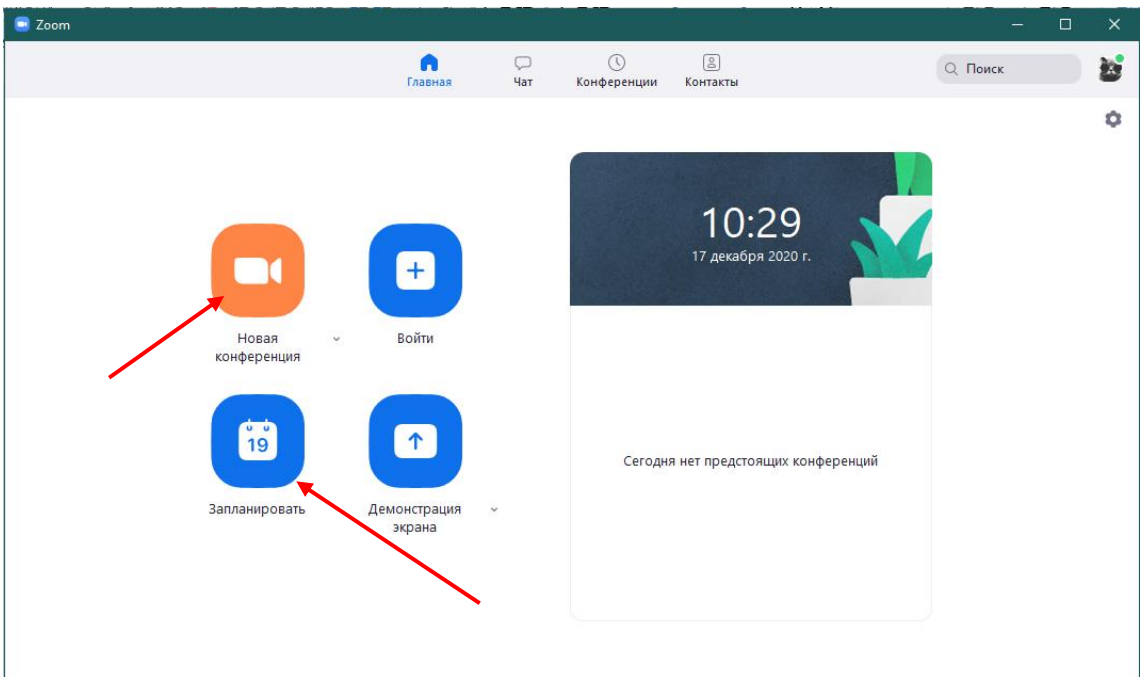 Zoom
Главная
Чат
Конференции
Контакты
Поиск
10:29
17 декабря 2020 г.
Новая
конференция
Войти
19
Запланировать
Демонстрация
экрана
Сегодня нет предстоящих конференций